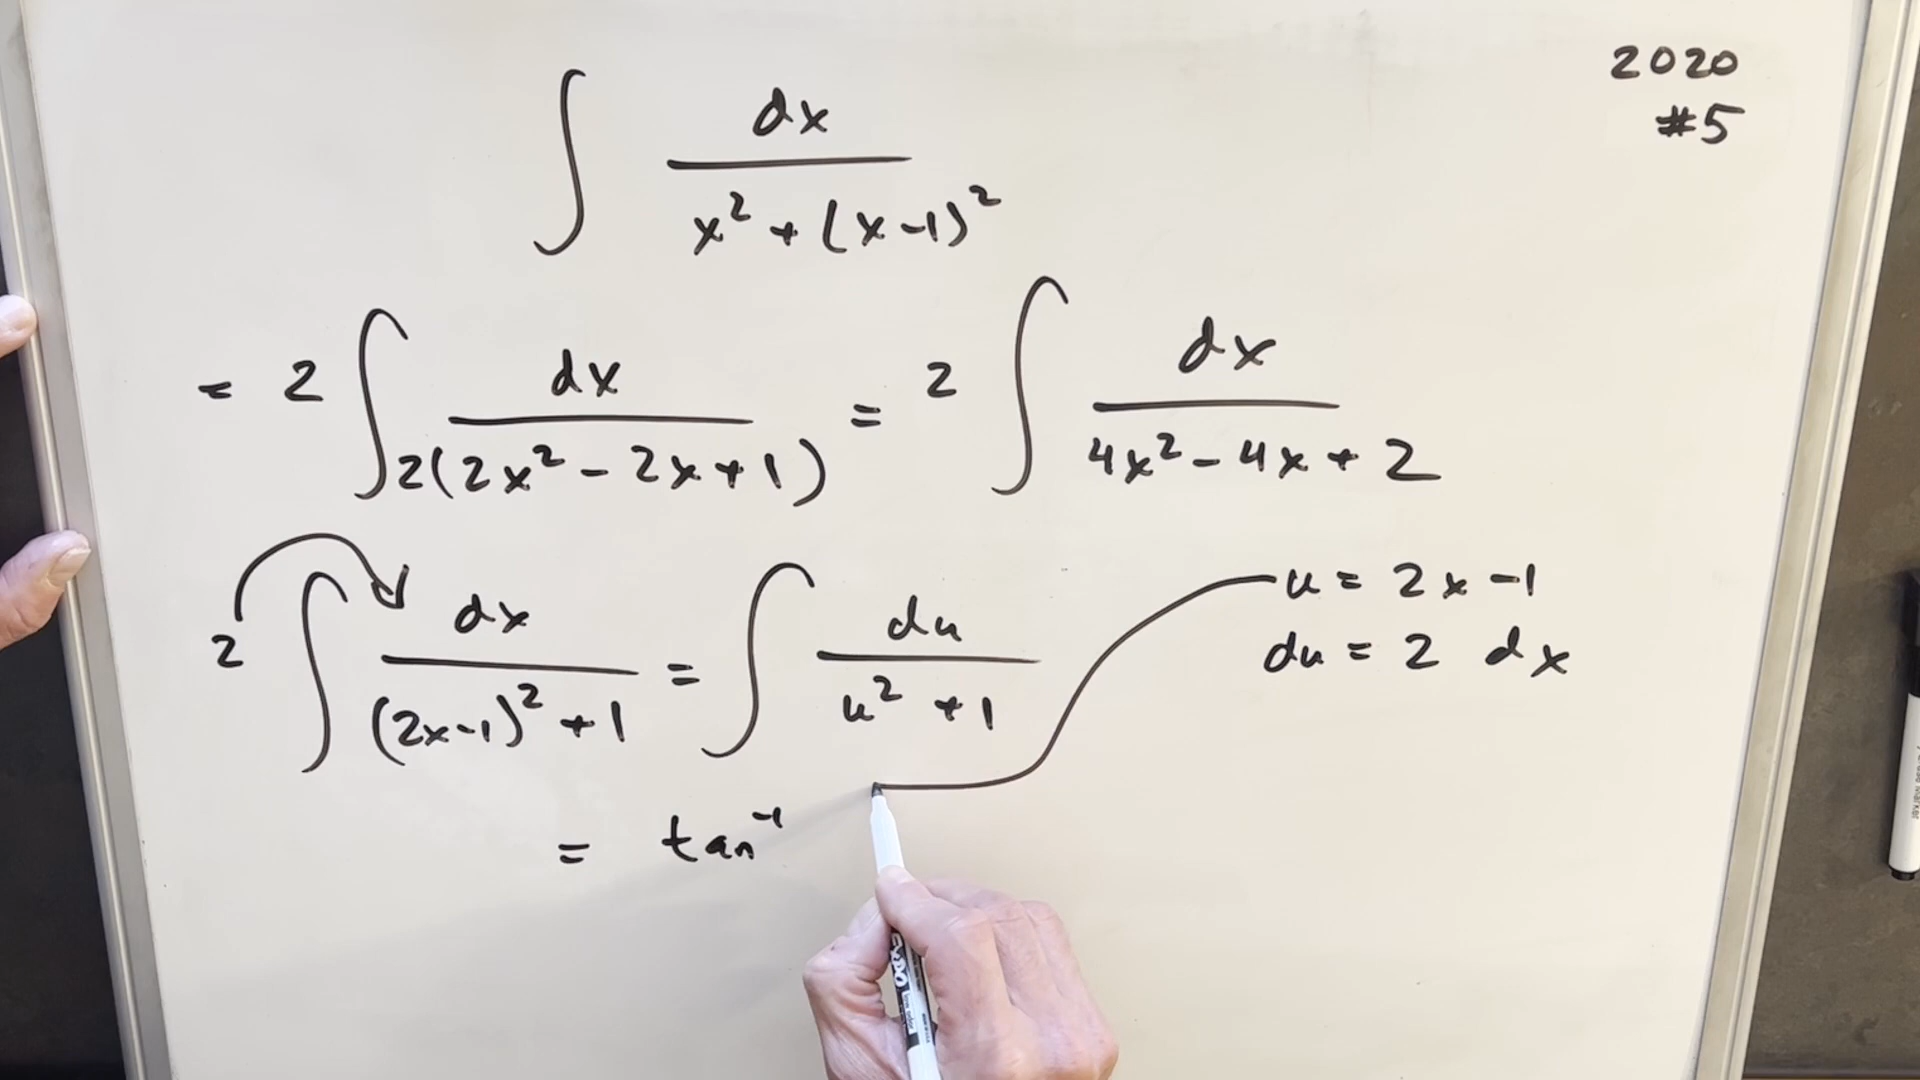 2020
#5
∫ dx / x² + (x-1)²
= 2 ∫ dx / 2(2x² - 2x + 1) = 2 ∫ dx / 4x² - 4x + 2
2 ∫ dx / (2x-1)² + 1 = ∫ du / u² + 1
u = 2x - 1
du = 2 dx
= tan⁻¹
EXPO